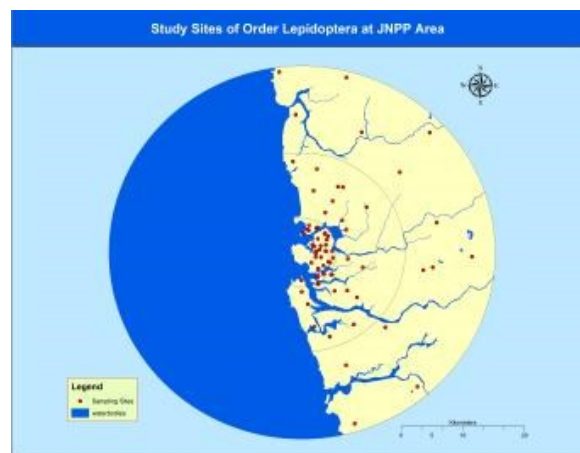 Study Sites of Order Lepidoptera at JNPP Area
N
W E
S
Legend
Sampling Sites
waterbodies
Kilometers
0 5 10 20